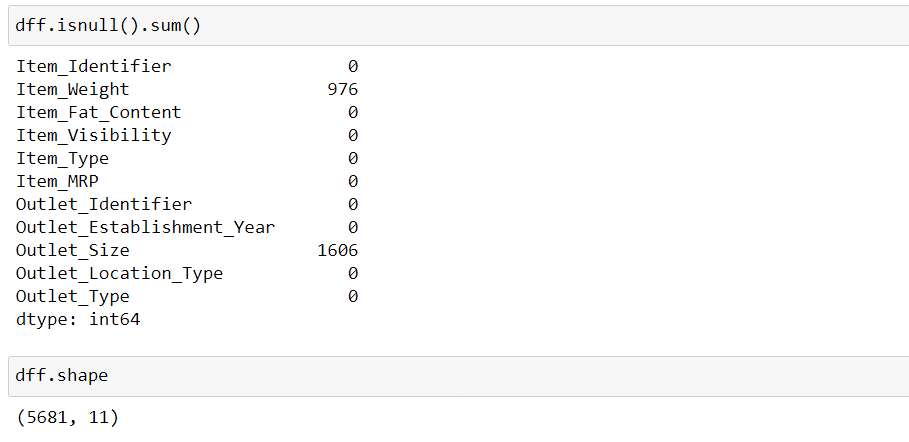 dff.isnull().sum()
Item_Identifier 0
Item_Weight 976
Item_Fat_Content 0
Item_Visibility 0
Item_Type 0
Item_MRP 0
Outlet_Identifier 0
Outlet_Establishment_Year 0
Outlet_Size 1606
Outlet_Location_Type 0
Outlet_Type 0
dtype: int64
dff.shape
(5681, 11)